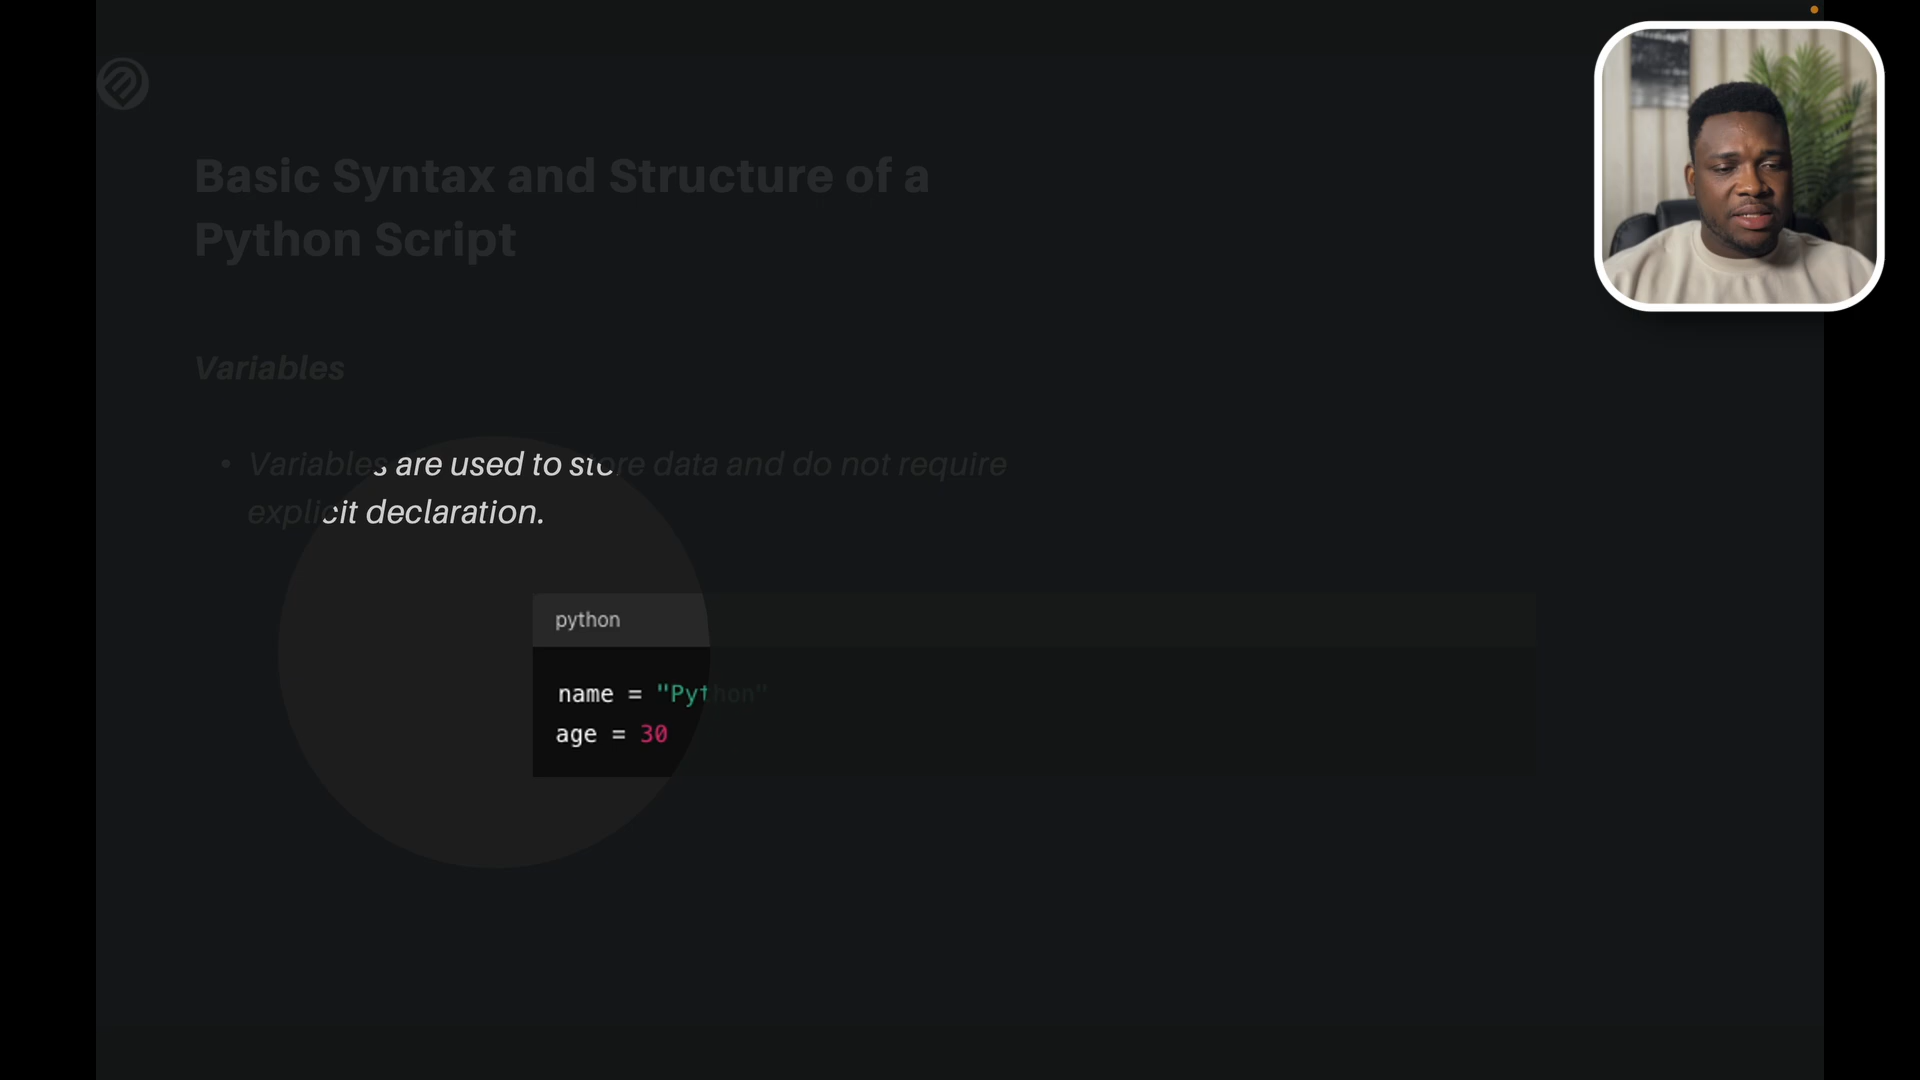 Basic Syntax and Structure of a
Python Script
Variables
• Variables are used to store data and do not require
explicit declaration.
python
name = "Python"
age = 30